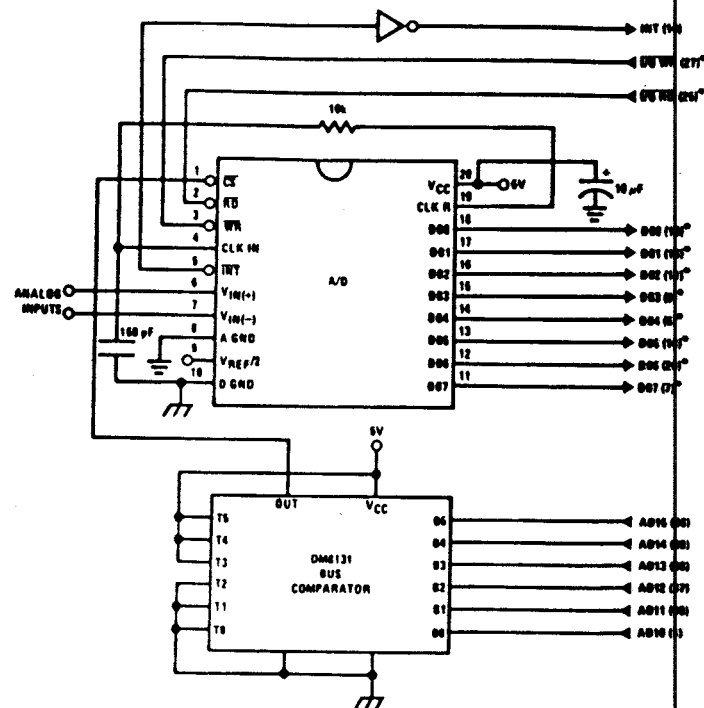 10k
1
2
3
4
5
6
7
8
9
10
CS
RD
WR
CLK IN
INT
VIN(+)
VIN(−)
A GND
VREF/2
D GND
A/D
VCC
CLK R
20
19
18
17
16
15
14
13
12
11
5V
+
10 µF
ANALOG
INPUTS
150 pF
5V
OUT
VCC
T5
T4
T3
T2
T1
T0
DM8131
BUS
COMPARATOR
B5
B4
B3
B2
B1
B0
INT
DB0
DB1
DB2
DB3
DB4
DB5
DB6
DB7
AD15
AD14
AD13
AD12
AD11
AD10